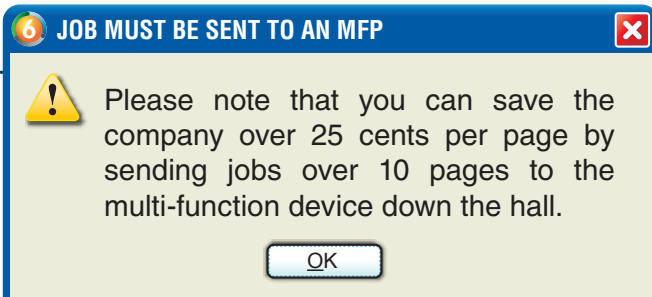 6 JOB MUST BE SENT TO AN MFP
Please note that you can save the
company over 25 cents per page by
sending jobs over 10 pages to the
multi-function device down the hall.
OK